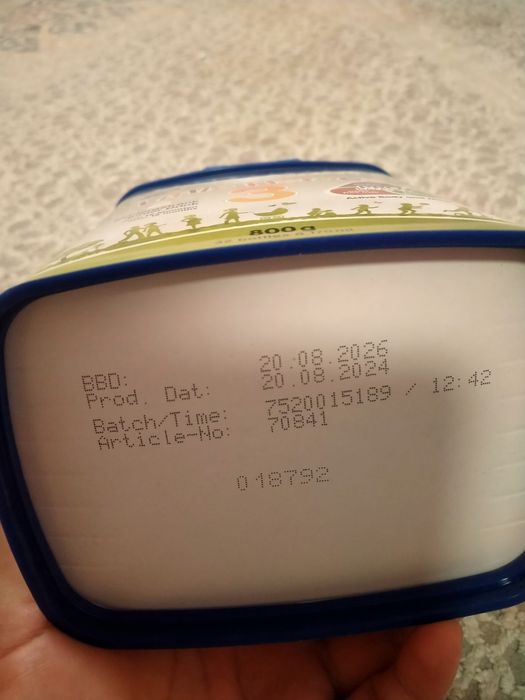 3
800 g
BBD: 20.08.2026
Prod. Dat: 20.08.2024
Batch/Time: 7520015189 / 12:42
Article-No: 70841
018792